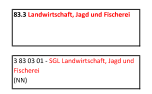 83.3 Landwirtschaft, Jagd und Fischerei
3 83 03 01 - SGL Landwirtschaft, Jagd und
Fischerei
(NN)